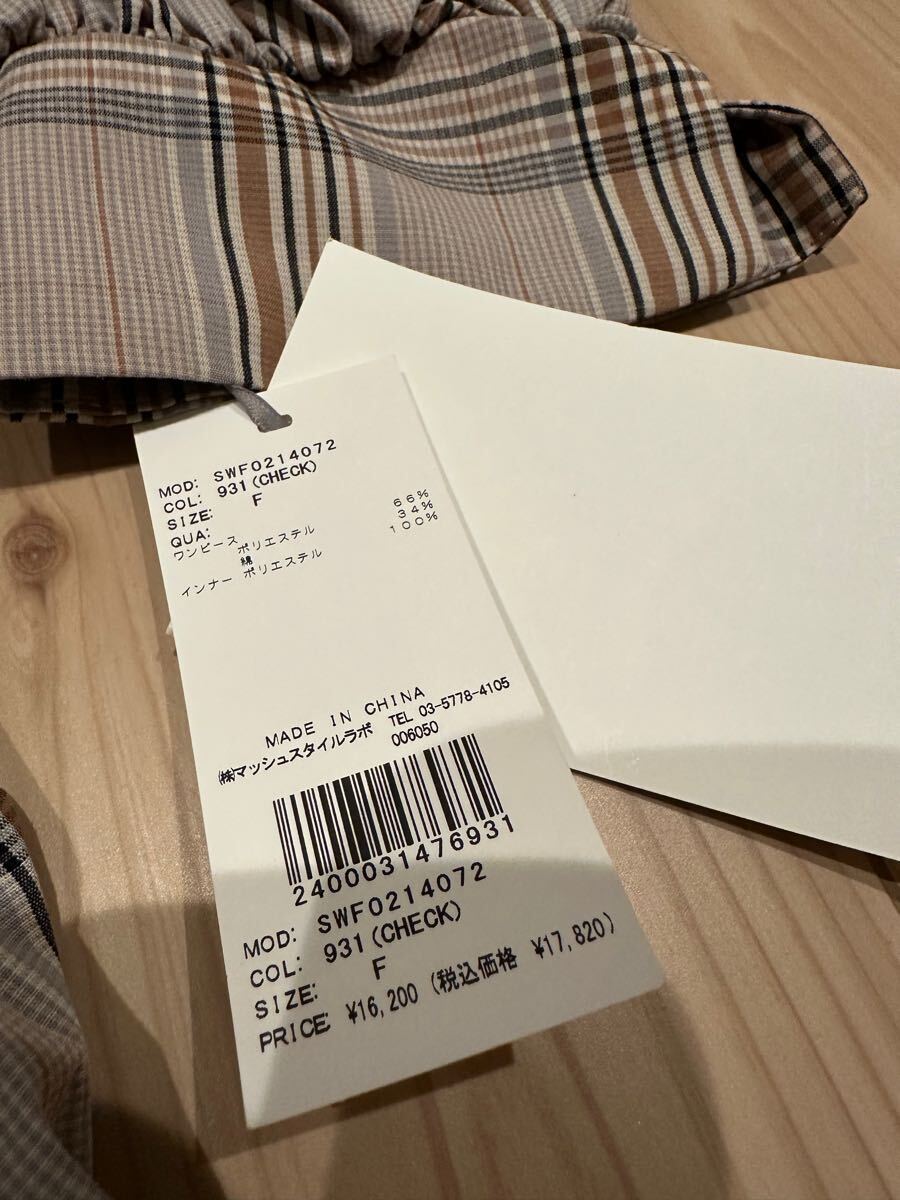 MOD: SWF0214072
COL: 931(CHECK)
SIZE: F
QUA:
ワンピース ポリエステル 66%
綿 34%
インナー ポリエステル 100%
MADE IN CHINA
㈱マッシュスタイルラボ TEL 03-5778-4105
006050
2400031476931
MOD: SWF0214072
COL: 931(CHECK)
SIZE: F
PRICE: ¥16,200 (税込価格 ¥17,820)